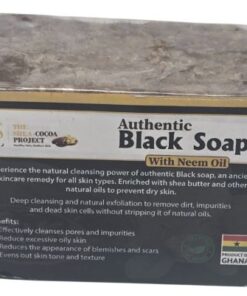 THE
SHEA-COCOA
PROJECT
Authentic
Black Soap
With Neem Oil
xperience the natural cleansing power of authentic Black soap, an ancie
skincare remedy for all skin types. Enriched with shea butter and other
natural oils to prevent dry skin.
Deep cleansing and natural exfoliation to remove dirt, impurities
and dead skin cells without stripping it of natural oils.
enefits:
Effectively cleanses pores and impurities
Reduce excessive oily skin
Reduces the appearance of blemishes and scars
Evens out skin tone and texture
PRODUCT OF
GHANA